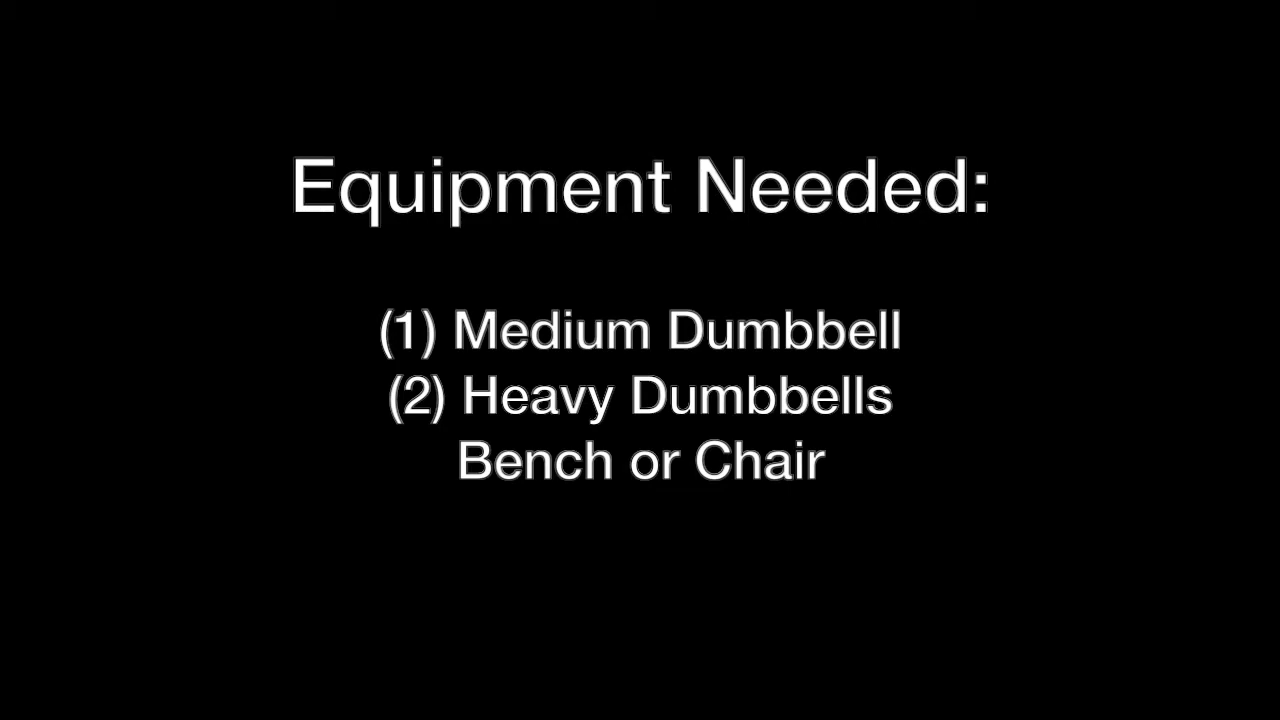 Equipment Needed:
(1) Medium Dumbbell
(2) Heavy Dumbbells
Bench or Chair